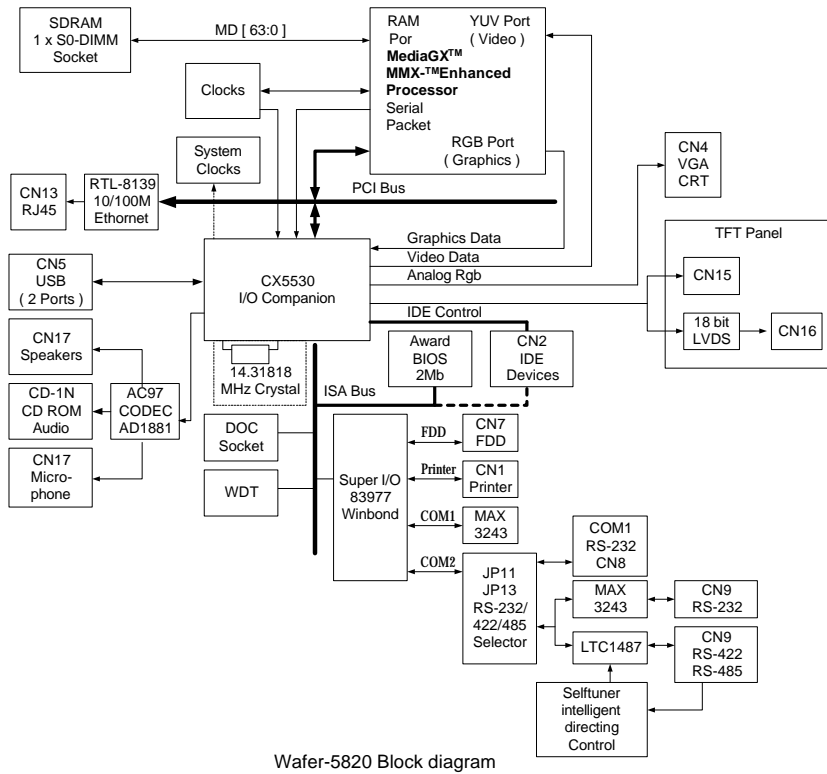 SDRAM
1 x S0-DIMM
Socket
MD [ 63:0 ]
RAM
Por
YUV Port
( Video )
MediaGX™
MMX-™Enhanced
Processor
Serial
Packet
RGB Port
( Graphics )
Clocks
System
Clocks
CN4
VGA
CRT
CN13
RJ45
RTL-8139
10/100M
Ethernet
PCI Bus
Graphics Data
Video Data
Analog Rgb
TFT Panel
CN15
18 bit
LVDS
CN16
CN5
USB
( 2 Ports )
CX5530
I/O Companion
IDE Control
14.31818
MHz Crystal
Award
BIOS
2Mb
CN2
IDE
Devices
ISA Bus
CN17
Speakers
CD-1N
CD ROM
Audio
CN17
Micro-
phone
AC97
CODEC
AD1881
DOC
Socket
WDT
Super I/O
83977
Winbond
FDD
CN7
FDD
Printer
CN1
Printer
COM1
MAX
3243
COM2
JP11
JP13
RS-232/
422/485
Selector
COM1
RS-232
CN8
MAX
3243
CN9
RS-232
LTC1487
CN9
RS-422
RS-485
Selftuner
intelligent
directing
Control
Wafer-5820 Block diagram